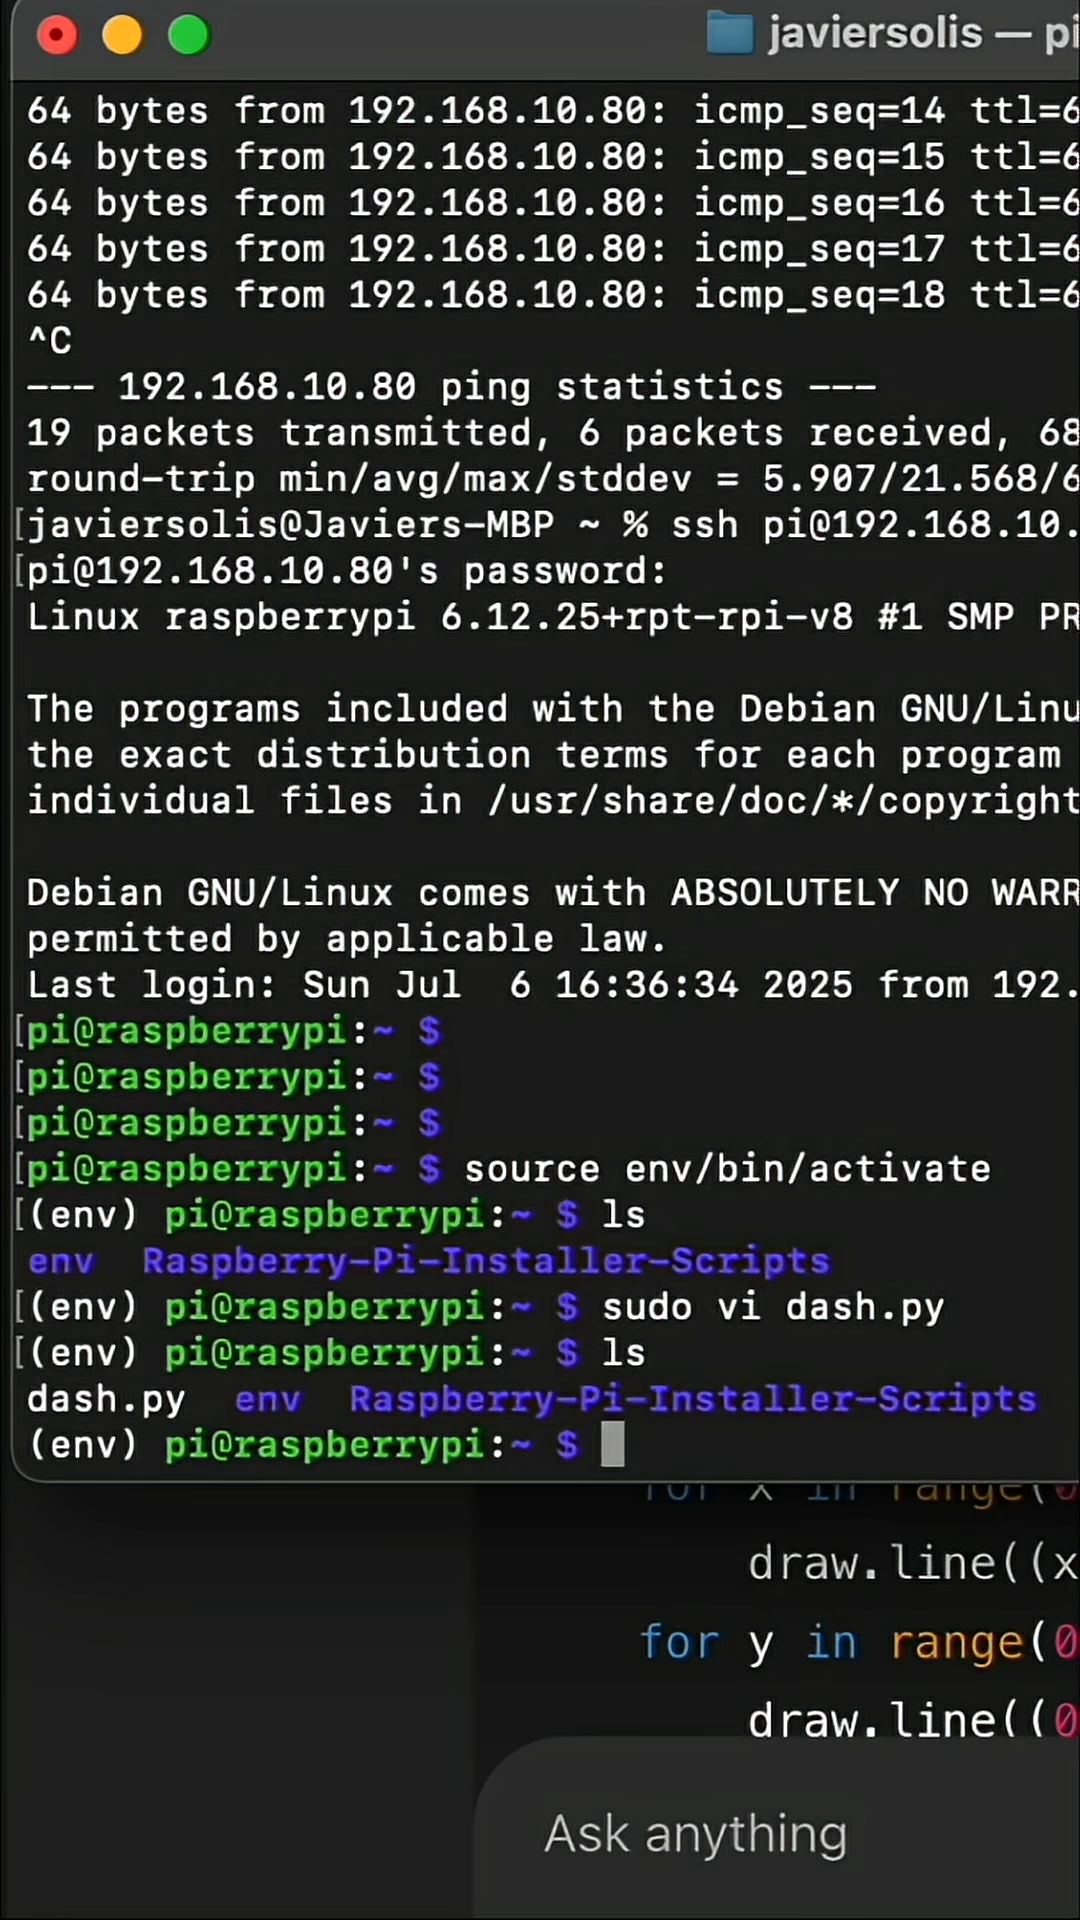 javiersolis — pi
64 bytes from 192.168.10.80: icmp_seq=14 ttl=6
64 bytes from 192.168.10.80: icmp_seq=15 ttl=6
64 bytes from 192.168.10.80: icmp_seq=16 ttl=6
64 bytes from 192.168.10.80: icmp_seq=17 ttl=6
64 bytes from 192.168.10.80: icmp_seq=18 ttl=6
^C
--- 192.168.10.80 ping statistics ---
19 packets transmitted, 6 packets received, 68
round-trip min/avg/max/stddev = 5.907/21.568/6
[javiersolis@Javiers-MBP ~ % ssh pi@192.168.10.
[pi@192.168.10.80's password:
Linux raspberrypi 6.12.25+rpt-rpi-v8 #1 SMP PR
The programs included with the Debian GNU/Linu
the exact distribution terms for each program
individual files in /usr/share/doc/*/copyright
Debian GNU/Linux comes with ABSOLUTELY NO WARR
permitted by applicable law.
Last login: Sun Jul  6 16:36:34 2025 from 192.
[pi@raspberrypi:~ $
[pi@raspberrypi:~ $
[pi@raspberrypi:~ $
[pi@raspberrypi:~ $ source env/bin/activate
[(env) pi@raspberrypi:~ $ ls
env  Raspberry-Pi-Installer-Scripts
[(env) pi@raspberrypi:~ $ sudo vi dash.py
[(env) pi@raspberrypi:~ $ ls
dash.py  env  Raspberry-Pi-Installer-Scripts
(env) pi@raspberrypi:~ $
for x in range(0
draw.line((x
for y in range(0
draw.line((0
Ask anything